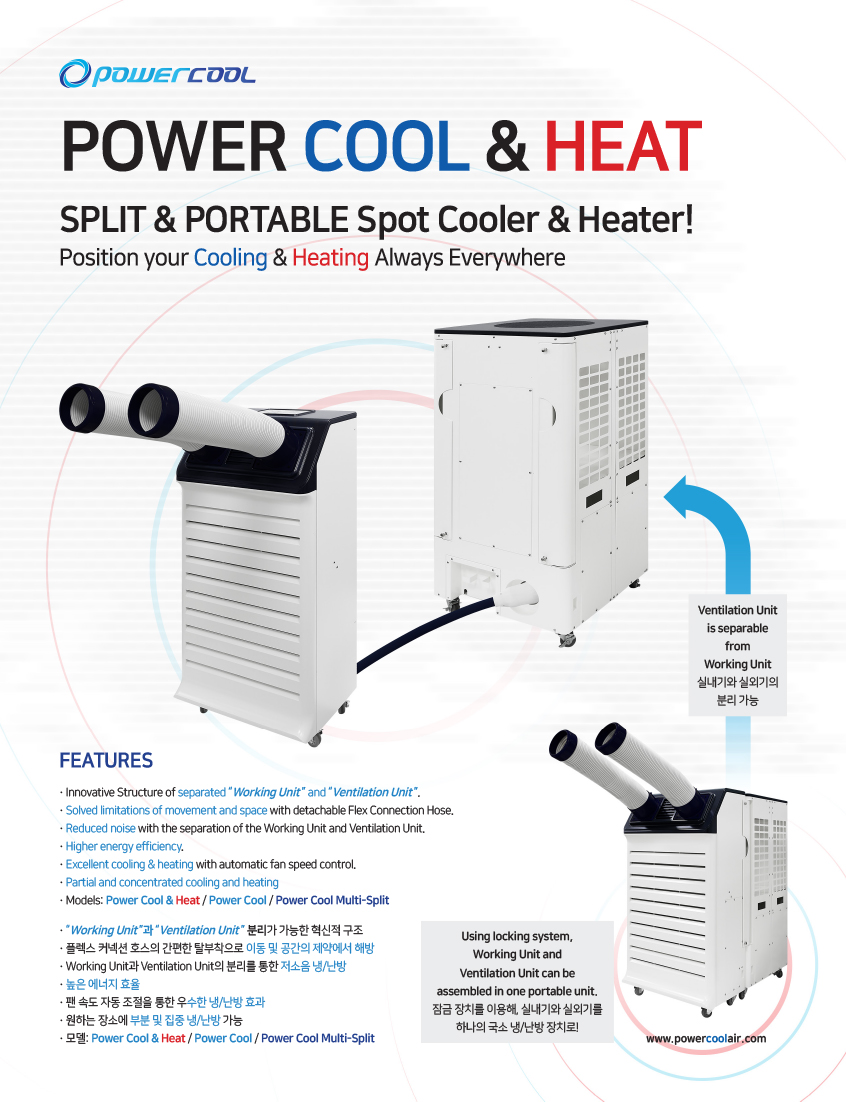 POWERCOOL
POWER COOL & HEAT
SPLIT & PORTABLE Spot Cooler & Heater!
Position your Cooling & Heating Always Everywhere
Ventilation Unit
is separable
from
Working Unit
실내기와 실외기의
분리 가능
FEATURES
· Innovative Structure of separated "Working Unit" and "Ventilation Unit".
· Solved limitations of movement and space with detachable Flex Connection Hose.
· Reduced noise with the separation of the Working Unit and Ventilation Unit.
· Higher energy efficiency.
· Excellent cooling & heating with automatic fan speed control.
· Partial and concentrated cooling and heating
· Models: Power Cool & Heat / Power Cool / Power Cool Multi-Split
· "Working Unit"과 "Ventilation Unit" 분리가 가능한 혁신적 구조
· 플렉스 커넥션 호스의 간편한 탈부착으로 이동 및 공간의 제약에서 해방
· Working Unit과 Ventilation Unit의 분리를 통한 저소음 냉/난방
· 높은 에너지 효율
· 팬 속도 자동 조절을 통한 우수한 냉/난방 효과
· 원하는 장소에 부분 및 집중 냉/난방 가능
· 모델: Power Cool & Heat / Power Cool / Power Cool Multi-Split
Using locking system,
Working Unit and
Ventilation Unit can be
assembled in one portable unit.
잠금 장치를 이용해, 실내기와 실외기를
하나의 국소 냉/난방 장치로!
www.powercoolair.com